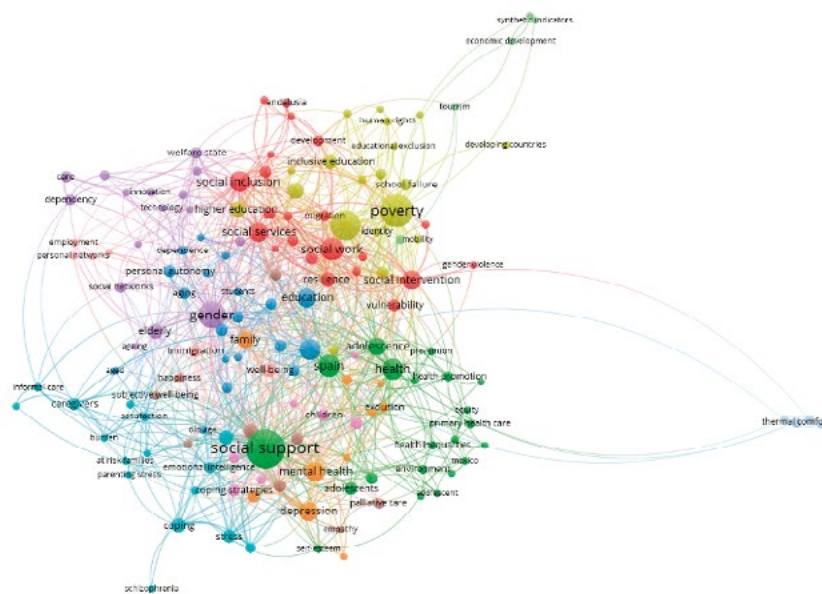 synthetic indicators
economic development
andalusia
tourism
human rights
development
educational exclusion
developing countries
welfare state
inclusive education
care
social inclusion
school failure
innovation
dependency
technology
higher education
migration
poverty
identity
social services
mobility
employment
dependence
social work
personal networks
gender violence
personal autonomy
resilience
social intervention
social networks
aging
students
education
vulnerability
gender
elderly
family
adolescence
ageing
immigration
prevention
spain
health
well-being
happiness
health promotion
informal care
subjective well-being
caregivers
exclusion
satisfaction
children
equity
thermal comfo
primary health care
old age
burden
social support
health inequalities
at risk families
mexico
emotional intelligence
mental health
environment
parenting stress
coping strategies
adolescents
adolescent
palliative care
depression
coping
empathy
stress
self-esteem
schizophrenia